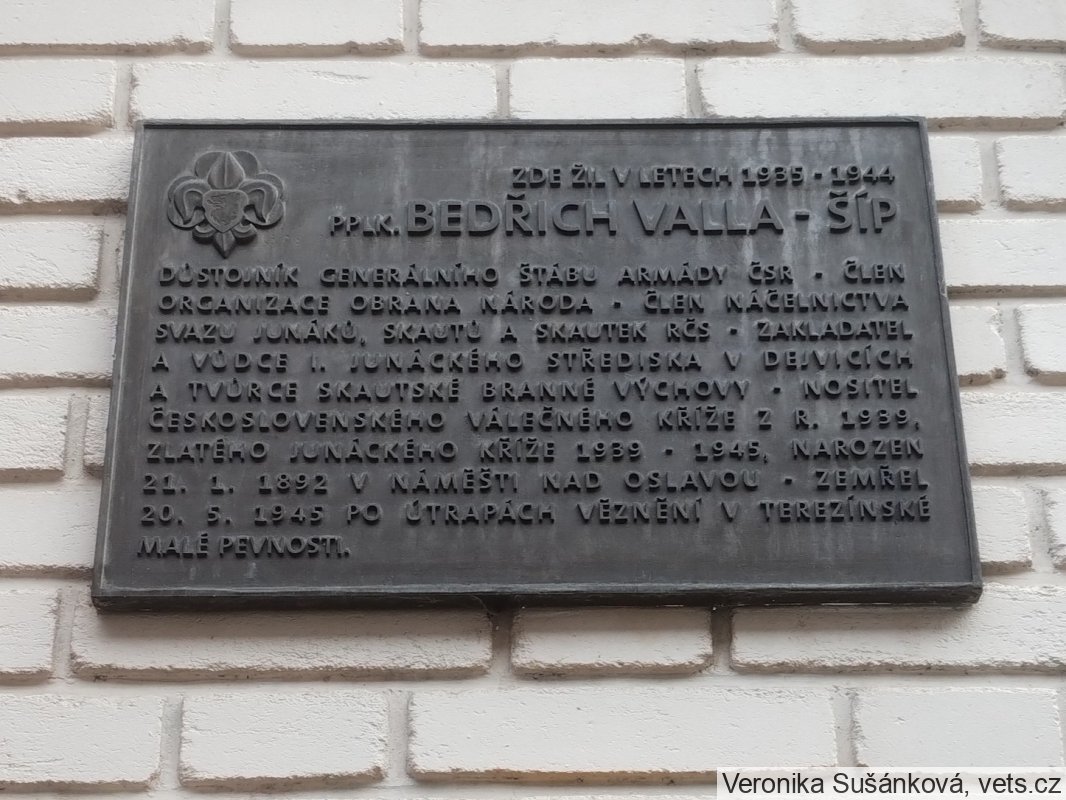 ZDE ŽIL V LETECH 1935 - 1944
PPLK. BEDŘICH VALLA - ŠÍP
DŮSTOJNÍK GENERÁLNÍHO ŠTÁBU ARMÁDY ČSR - ČLEN
ORGANIZACE OBRANA NÁRODA - ČLEN NÁČELNICTVA
SVAZU JUNÁKŮ, SKAUTŮ A SKAUTEK RČS - ZAKLADATEL
A VŮDCE I. JUNÁCKÉHO STŘEDISKA V DEJVICÍCH
A TVŮRCE SKAUTSKÉ BRANNÉ VÝCHOVY - NOSITEL
ČESKOSLOVENSKÉHO VÁLEČNÉHO KŘÍŽE Z R. 1939,
ZLATÉHO JUNÁCKÉHO KŘÍŽE 1939 - 1945, NAROZEN
21. 1. 1892 V NÁMĚŠTI NAD OSLAVOU - ZEMŘEL
20. 5. 1945 PO ÚTRAPÁCH VĚZNĚNÍ V TEREZÍNSKÉ
MALÉ PEVNOSTI.
Veronika Sušánková, vets.cz